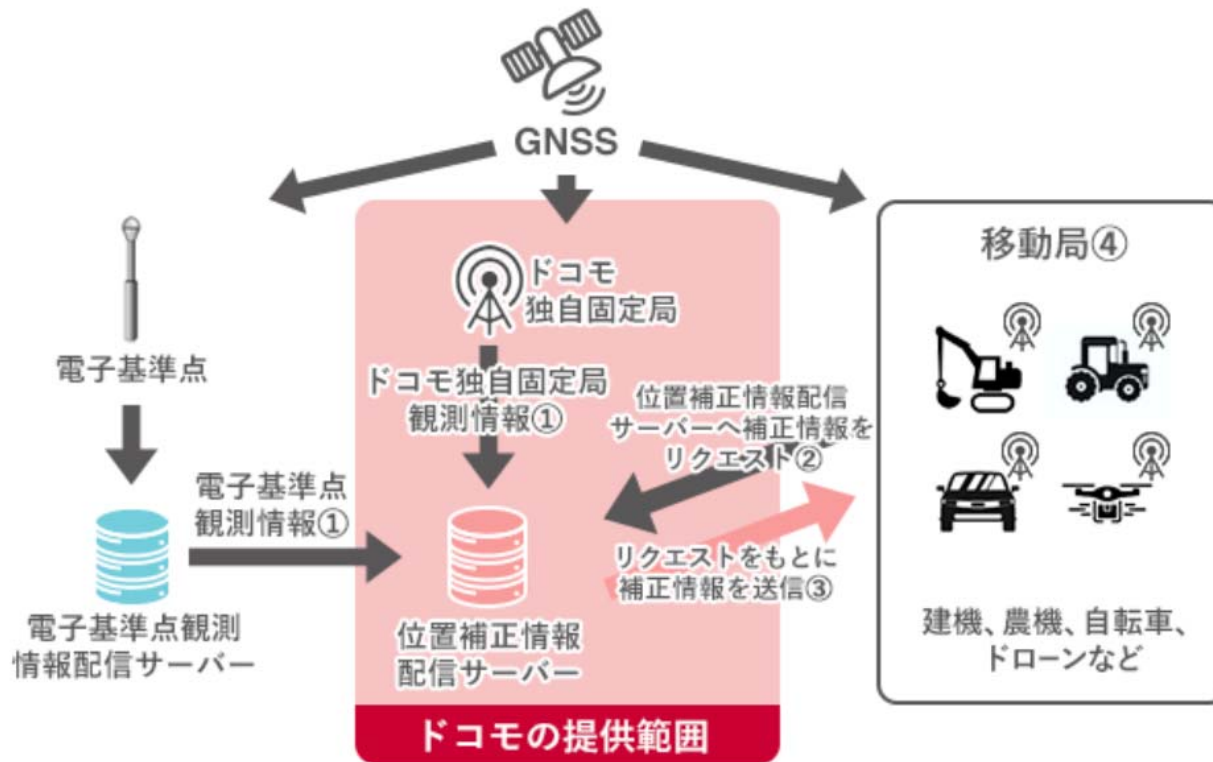 GNSS
電子基準点
電子基準点
観測情報①
電子基準点観測
情報配信サーバー
ドコモ
独自固定局
ドコモ独自固定局
観測情報①
位置補正情報
配信サーバー
位置補正情報配信
サーバーへ補正情報を
リクエスト②
リクエストをもとに
補正情報を送信③
ドコモの提供範囲
移動局④
建機、農機、自転車、
ドローンなど